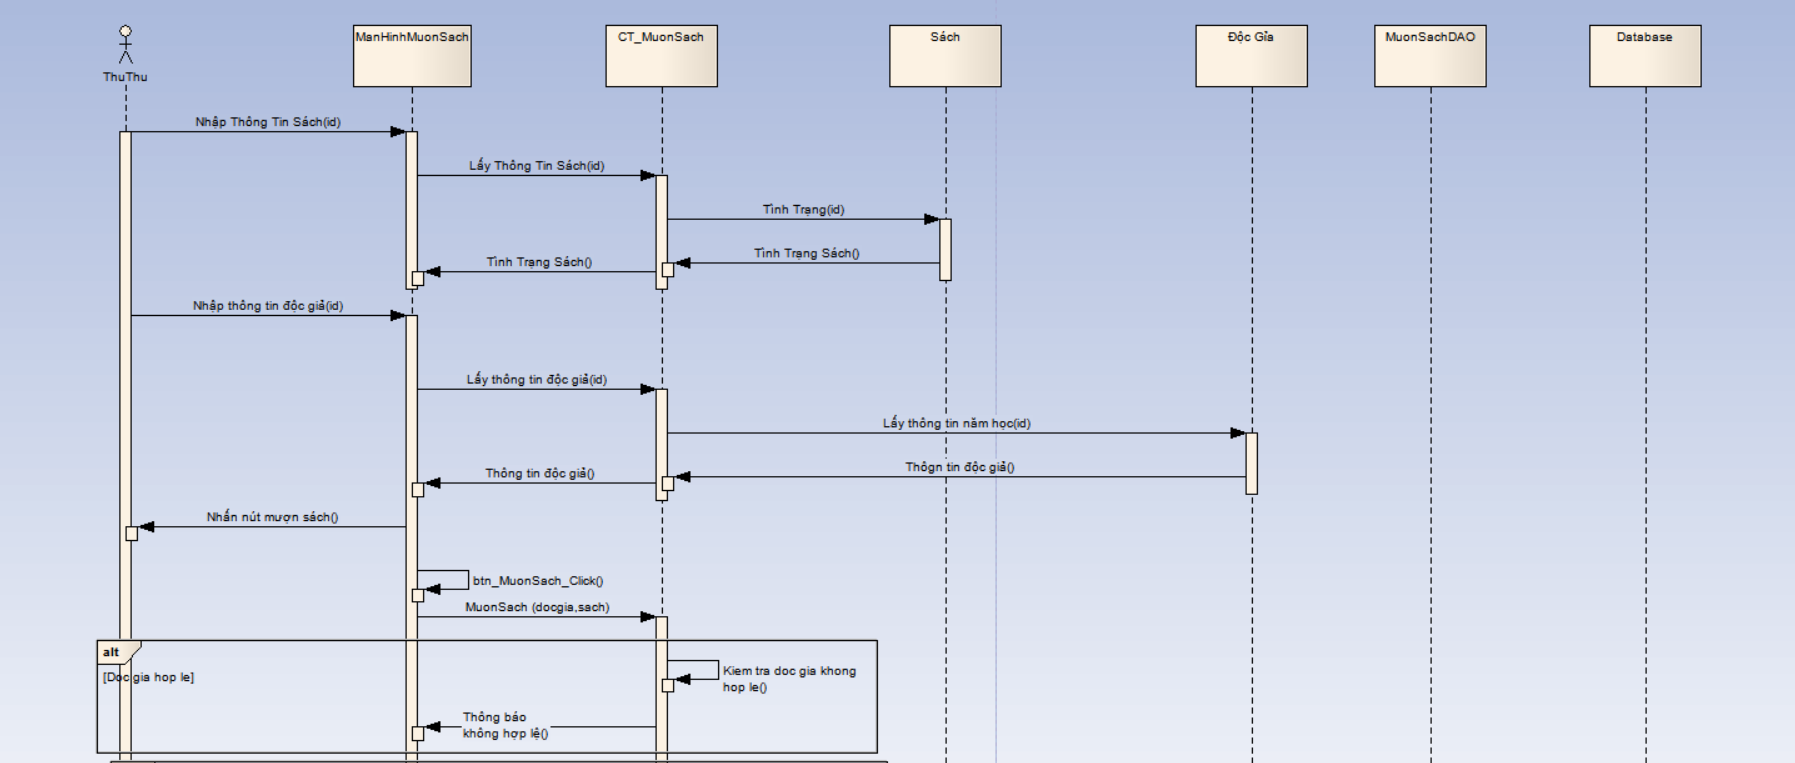 ThuThu
ManHinhMuonSach
CT_MuonSach
Sách
Độc Gỉa
MuonSachDAO
Database
Nhập Thông Tin Sách(id)
Lấy Thông Tin Sách(id)
Tình Trạng(id)
Tình Trạng Sách()
Tình Trạng Sách()
Nhập thông tin độc giả(id)
Lấy thông tin độc giả(id)
Lấy thông tin năm học(id)
Thôgn tin độc giả()
Thông tin độc giả()
Nhấn nút mượn sách()
btn_MuonSach_Click()
MuonSach (docgia,sach)
alt
[Doc gia hop le]
Kiem tra doc gia khong
hop le()
Thông báo
không hợp lệ()